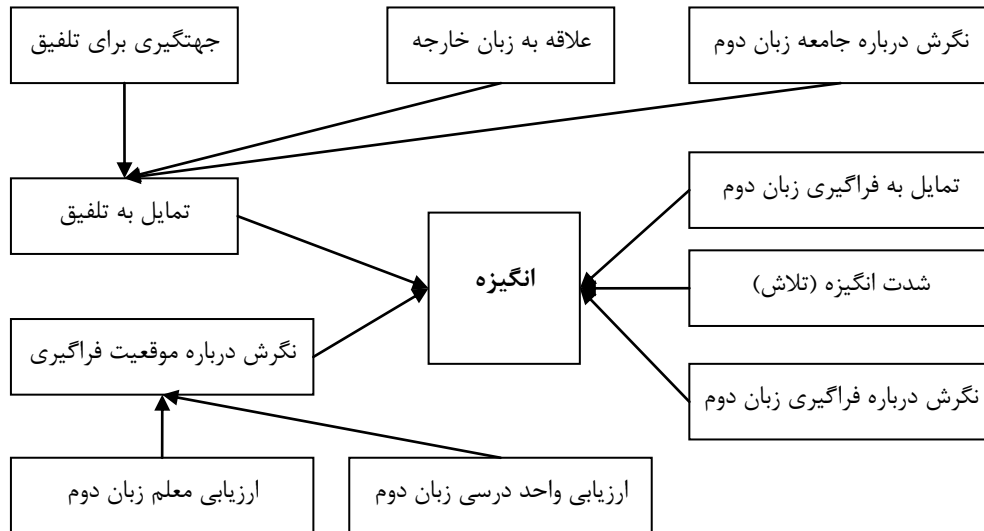 نگرش درباره جامعه زبان دوم
علاقه به زبان خارجه
جهتگیری برای تلفیق
تمایل به فراگیری زبان دوم
تمایل به تلفیق
انگیزه
شدت انگیزه (تلاش)
نگرش درباره موقعیت فراگیری
نگرش درباره فراگیری زبان دوم
ارزیابی واحد درسی زبان دوم
ارزیابی معلم زبان دوم